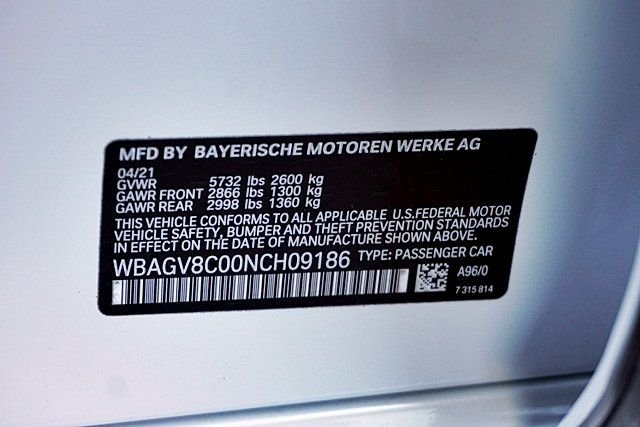 MFD BY BAYERISCHE MOTOREN WERKE AG
04/21
GVWR 5732 lbs 2600 kg
GAWR FRONT 2866 lbs 1300 kg
GAWR REAR 2998 lbs 1360 kg
THIS VEHICLE CONFORMS TO ALL APPLICABLE U.S.FEDERAL MOTOR
VEHICLE SAFETY, BUMPER AND THEFT PREVENTION STANDARDS
IN EFFECT ON THE DATE OF MANUFACTURE SHOWN ABOVE.
WBAGV8C00NCH09186 TYPE: PASSENGER CAR
A96/0
7 315 814